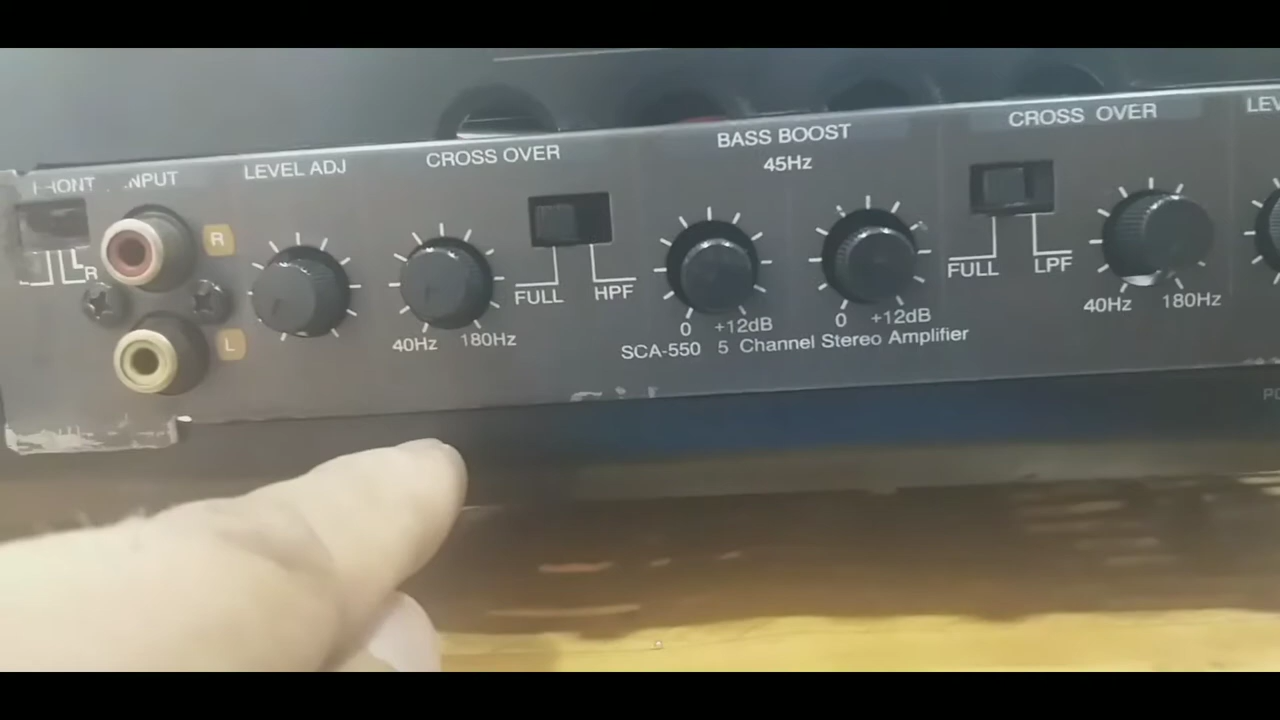 FRONT INPUT
R
L
R
L
LEVEL ADJ
CROSS OVER
40Hz 180Hz
FULL HPF
BASS BOOST
45Hz
0 +12dB
0 +12dB
SCA-550 5 Channel Stereo Amplifier
CROSS OVER
FULL LPF
40Hz 180Hz